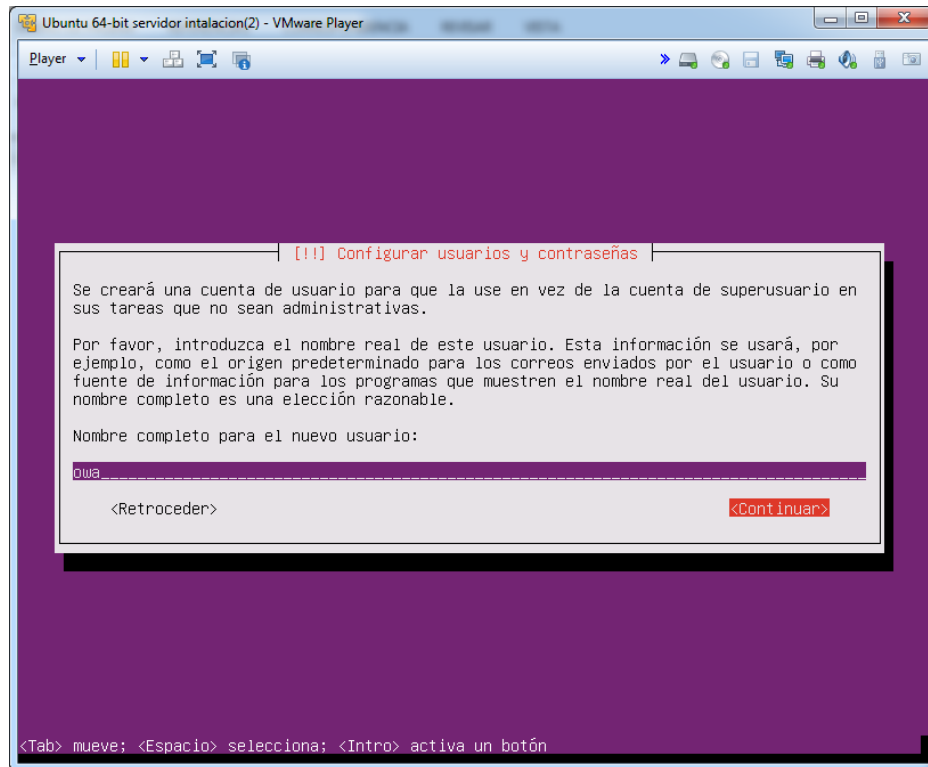 Ubuntu 64-bit servidor intalacion(2) - VMware Player
Player
[!!] Configurar usuarios y contraseñas
Se creará una cuenta de usuario para que la use en vez de la cuenta de superusuario en
sus tareas que no sean administrativas.
Por favor, introduzca el nombre real de este usuario. Esta información se usará, por
ejemplo, como el origen predeterminado para los correos enviados por el usuario o como
fuente de información para los programas que muestren el nombre real del usuario. Su
nombre completo es una elección razonable.
Nombre completo para el nuevo usuario:
owa
<Retroceder> <Continuar>
<Tab> mueve; <Espacio> selecciona; <Intro> activa un botón